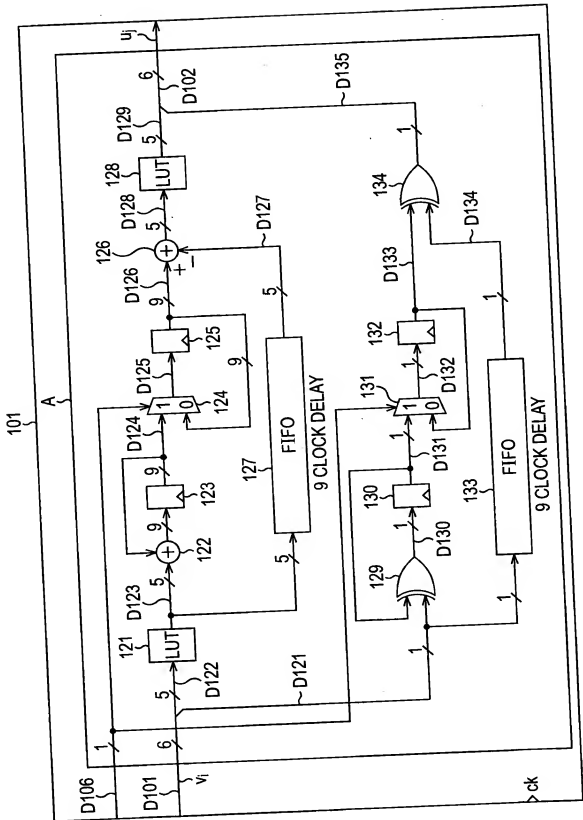 101
A
uj
6
D102
D129
5
128
LUT
D128
5
126
+
−
D126
9
D127
5
D135
125
9
D125
124
1
0
D124
9
123
9
122
D123
5
121
LUT
D122
5
FIFO
127
9 CLOCK DELAY
5
D106
1
D101
6
vi
D121
1
134
1
D134
D133
132
1
D132
131
1
0
D131
1
130
1
D130
129
FIFO
133
9 CLOCK DELAY
1
1
ck